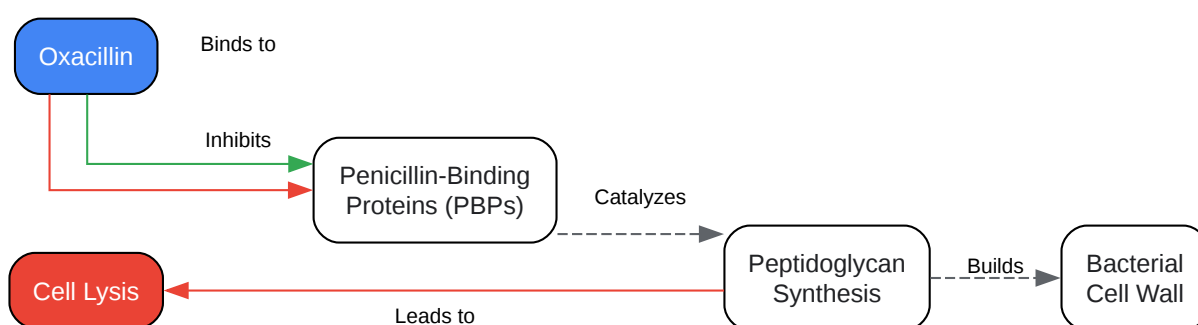 Oxacillin
Binds to
Inhibits
Penicillin-Binding
Proteins (PBPs)
Catalyzes
Peptidoglycan
Synthesis
Builds
Bacterial
Cell Wall
Cell Lysis
Leads to